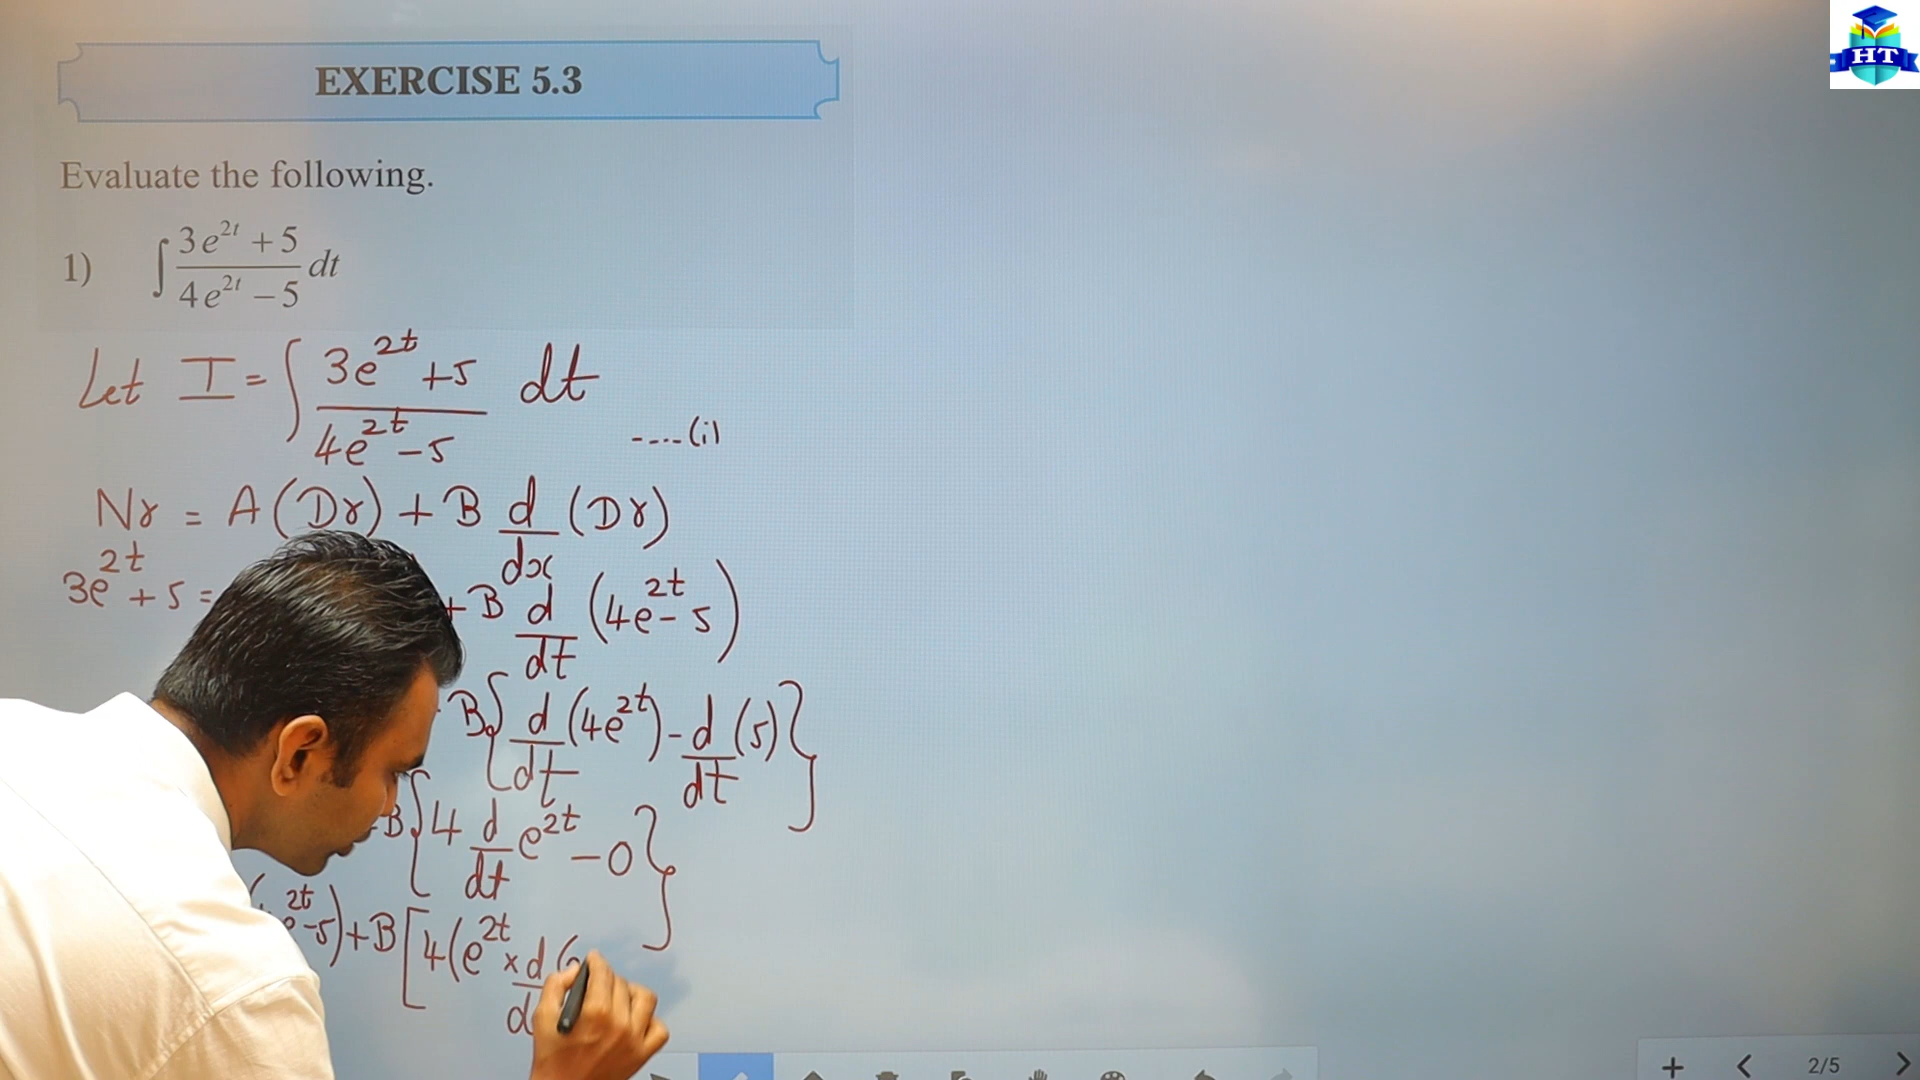 HT
EXERCISE 5.3
Evaluate the following.
1) ∫ (3e^{2t} + 5)/(4e^{2t} − 5) dt
Let I = ∫ (3e^{2t} + 5)/(4e^{2t} − 5) dt ----(i)
Nr = A(Dr) + B d/dx (Dr)
3e^{2t} + 5 = + B d/dt (4e^{2t} − 5)
B{ d/dt (4e^{2t}) − d/dt (5)}
B{4 d/dt e^{2t} − 0}
−5) + B[4(e^{2t} × d
2/5